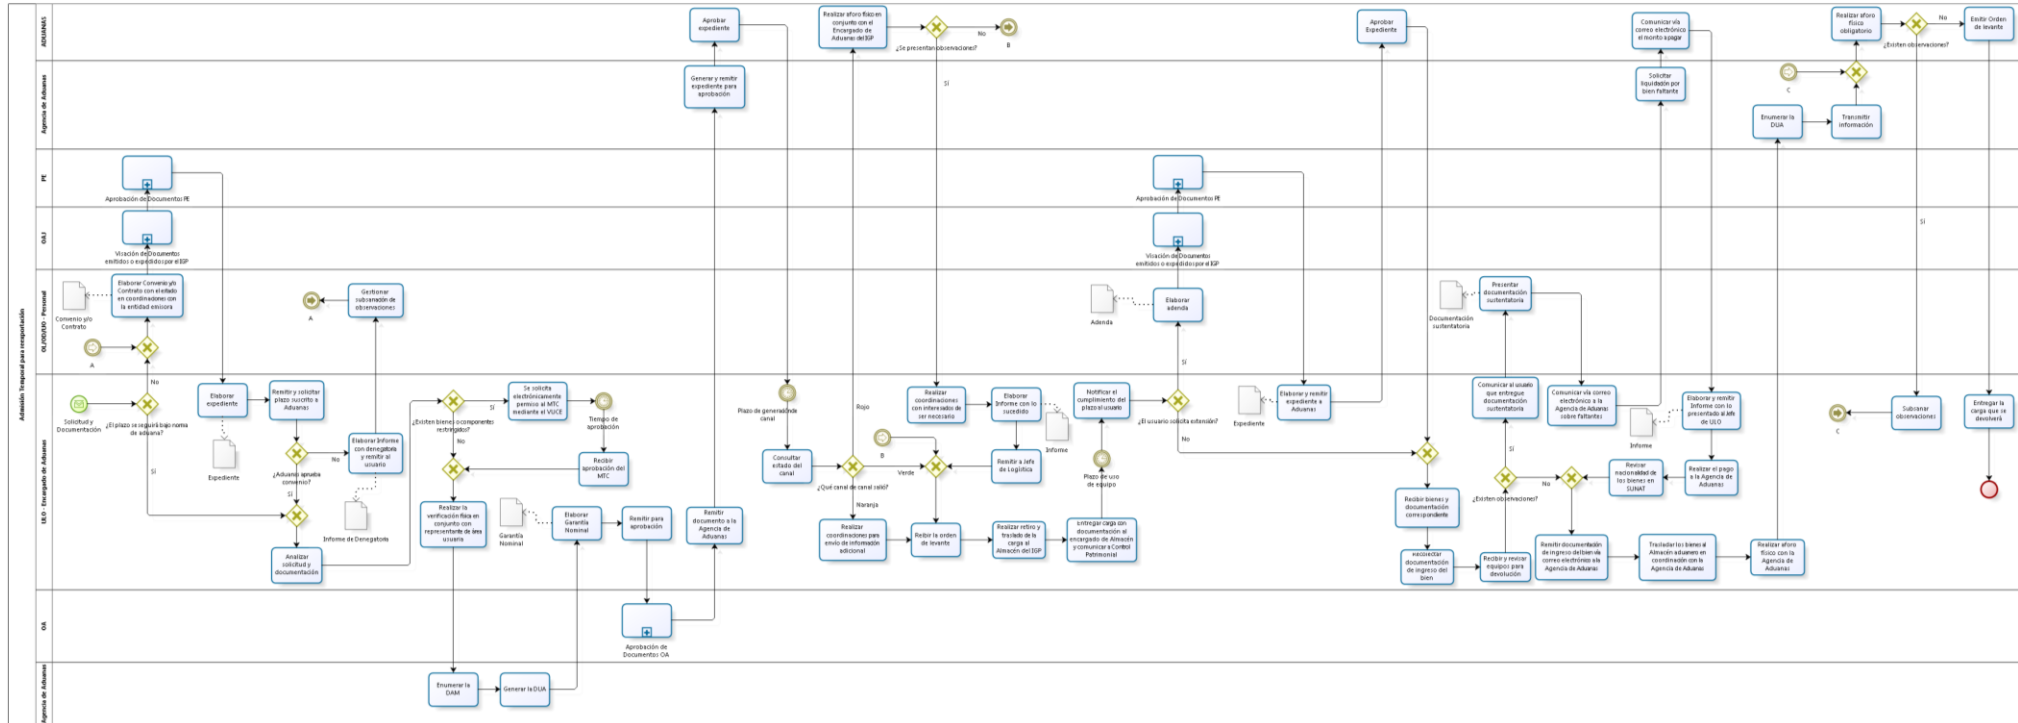 Admisión Temporal para reexportación
ADUANAS
Agencia de Aduanas
PE
OAJ
ULO - Encargado de Aduanas
OA
Agencia de Aduanas
Solicitud y
Documentación
¿El plazo se seguirá bajo norma
de aduana?
No
Sí
A
Convenio y/o
Contrato
Elaborar Convenio y/o
Contrato con el estado
en coordinaciones con
la entidad emisora
Visación de Documentos
emitidos o expedidos por el IGP
Aprobación de Documentos PE
Elaborar
expediente
Expediente
Remitir y solicitar
plazo suscrito a
Aduanas
¿Aduanas aprueba
convenio?
No
Sí
Elaborar Informe
con denegatoria
y remitir al
usuario
Informe de Denegatoria
Gestionar
subsanación de
observaciones
A
Analizar
solicitud y
documentación
¿Existen bienes o componentes
restringidos?
Sí
No
Se solicita
electrónicamente
permiso al MTC
mediante el VUCE
Tiempo de
aprobación
Recibir
aprobación del
MTC
Realizar la
verificación física en
conjunto con
representante de área
usuaria
Enumerar la
DAM
Generar la DUA
Garantía
Nominal
Elaborar
Garantía
Nominal
Remitir para
aprobación
Aprobación de
Documentos OA
Remitir
documento a la
Agencia de
Aduanas
Generar y remitir
expediente para
aprobación
Aprobar
expediente
Consultar
estado del
canal
¿Qué canal de canal salió?
Rojo
Verde
Naranja
Realizar aforo físico en
conjunto con el
Encargado de
Aduanas del IGP
¿Se presentan observaciones?
No
B
Sí
Realizar
coordinaciones
con interesados de
ser necesario
Elaborar
Informe con lo
sucedido
Informe
Remitir a Jefe
de Logística
B
Realizar
coordinaciones para
envío de información
adicional
Reibir la orden
de levante
Realizar retiro y
traslado de la
carga al
Almacén del IGP
Entregar carga con
documentación al
encargado de Almacén
y comunicar a Control
Patrimonial
Plazo de uso
de equipo
Notificar el
cumplimiento del
plazo al usuario
¿El usuario solicita extensión?
Sí
No
Elaborar
adenda
Adenda
Visación de Documentos
emitidos o expedidos por el IGP
Aprobación de Documentos PE
Elaborar y remitir
expediente a
Aduanas
Expediente
Aprobar
Expediente
Recibir bienes y
documentación
correspondiente
Recolectar
documentación
de ingreso del
bien
Recibir y revisar
equipos para
devolución
¿Existen observaciones?
Sí
No
Comunicar al usuario
que entregue
documentación
sustentatoria
Presentar
documentación
sustentatoria
Documentación
sustentatoria
Comunicar vía correo
electrónico a la
Agencia de Aduanas
sobre faltantes
Solicitar
liquidación por
bien faltante
Comunicar vía
correo electrónico
el monto a pagar
Elaborar y remitir
Informe con lo
presentado al Jefe
de ULO
Informe
Realizar el pago
a la Agencia de
Aduanas
Revisar
nacionalidad de
los bienes en
Remitir documentación
de ingreso del bien vía
correo electrónico a la
Agencia de Aduanas
Trasladar los bienes al
Almacén aduanero en
coordinación con la
Agencia de Aduanas
Realizar aforo
físico con la
Agencia de
Aduanas
Enumerar la
DUA
Transmitir
información
C
Realizar aforo
físico
obligatorio
¿Existen observaciones?
No
Sí
Emitir Orden
de levante
Subsanar
observaciones
C
Entregar la
carga que se
devolverá